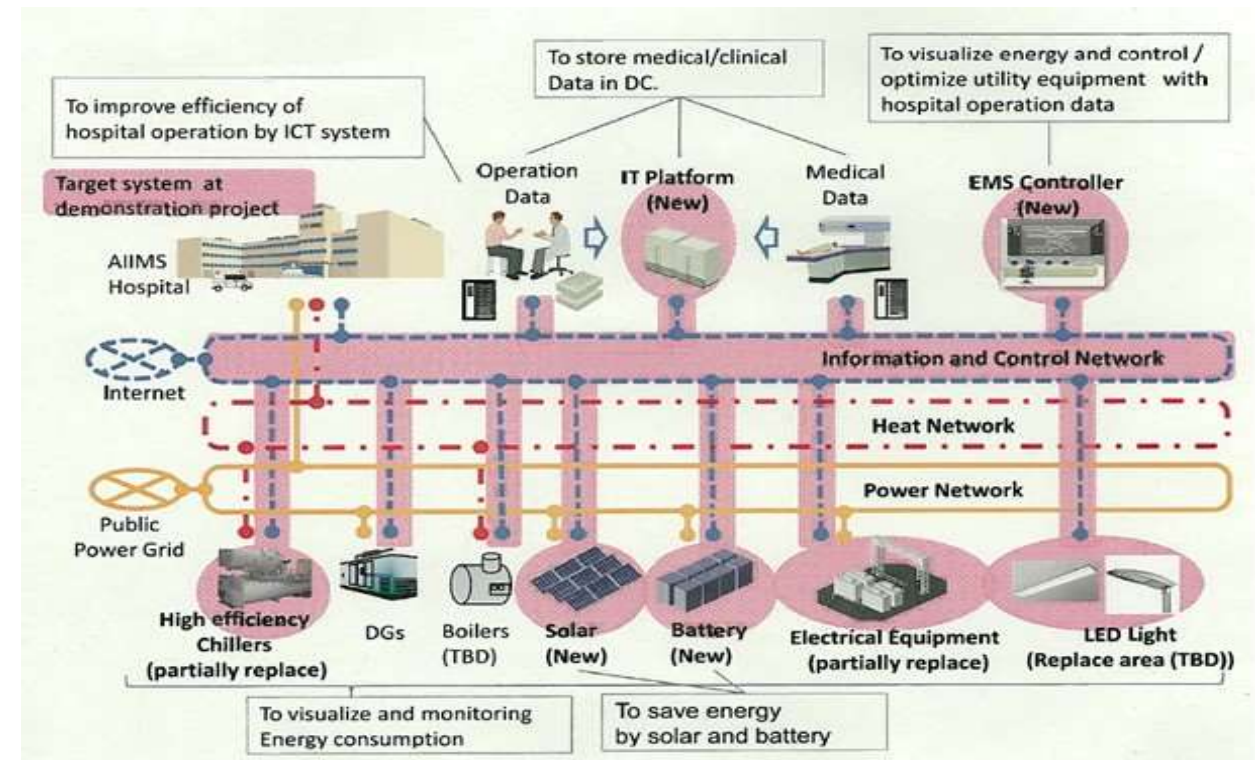 To store medical/clinical
Data in DC.
To visualize energy and control /
optimize utility equipment with
hospital operation data
To improve efficiency of
hospital operation by ICT system
Target system at
demonstration project
Operation
Data
IT Platform
(New)
Medical
Data
EMS Controller
(New)
AIIMS
Hospital
Information and Control Network
Internet
Heat Network
Power Network
Public
Power Grid
High efficiency
Chillers
(partially replace)
DGs
Boilers
(TBD)
Solar
(New)
Battery
(New)
Electrical Equipment
(partially replace)
LED Light
(Replace area (TBD))
To visualize and monitoring
Energy consumption
To save energy
by solar and battery